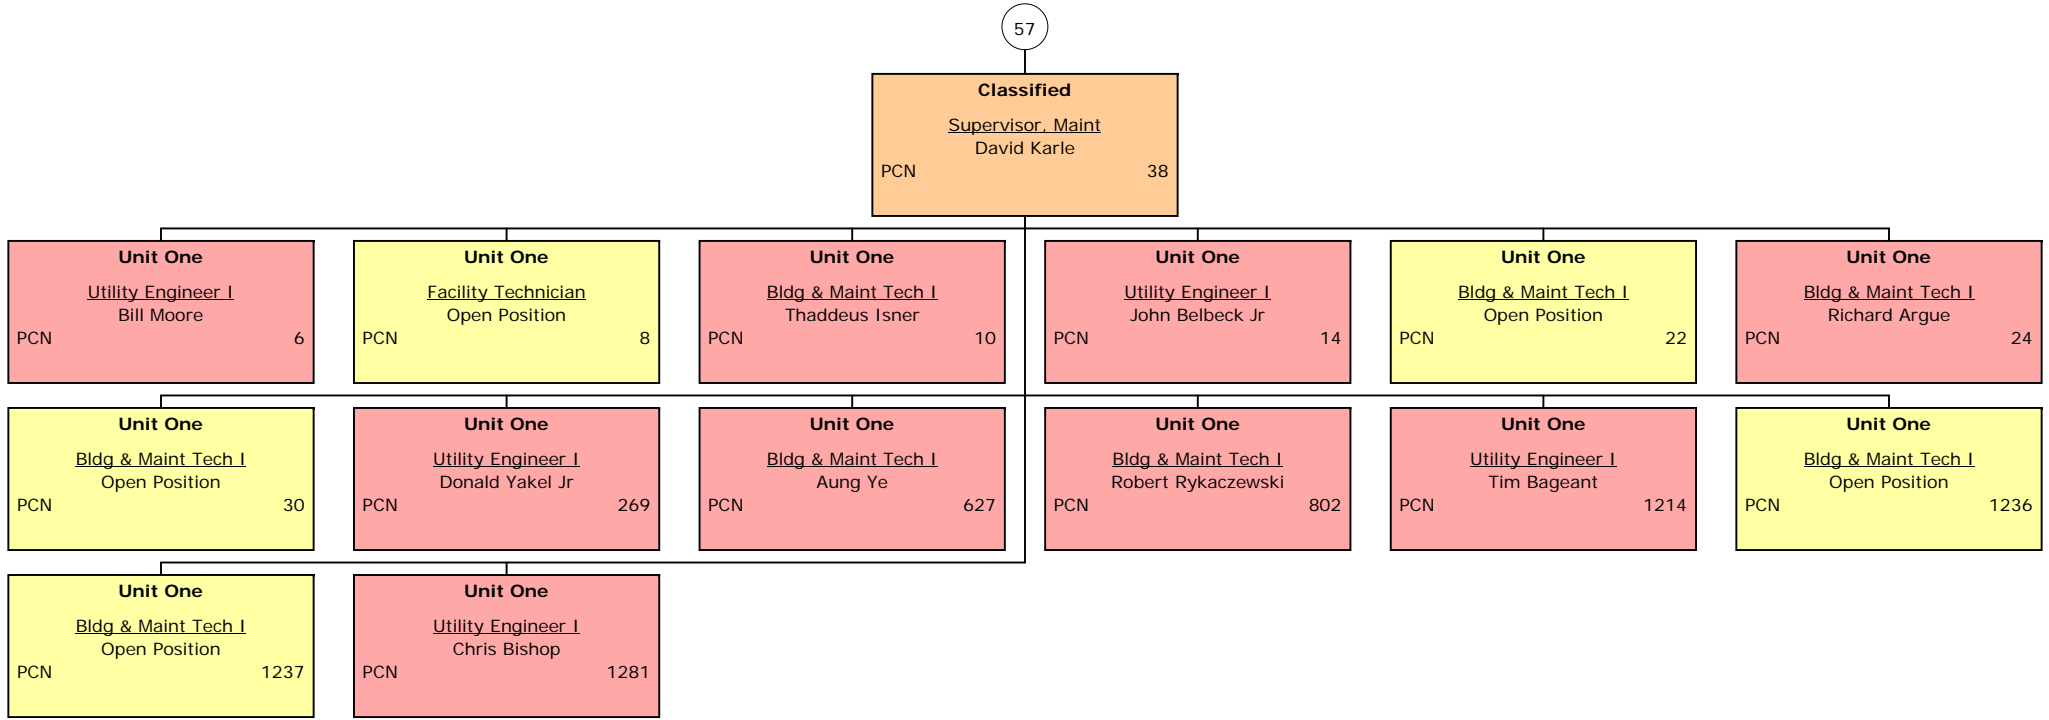 57
Classified
Supervisor, Maint
David Karle
PCN 38
Unit One
Utility Engineer I
Bill Moore
PCN 6
Unit One
Facility Technician
Open Position
PCN 8
Unit One
Bldg & Maint Tech I
Thaddeus Isner
PCN 10
Unit One
Utility Engineer I
John Belbeck Jr
PCN 14
Unit One
Bldg & Maint Tech I
Open Position
PCN 22
Unit One
Bldg & Maint Tech I
Richard Argue
PCN 24
Unit One
Bldg & Maint Tech I
Open Position
PCN 30
Unit One
Utility Engineer I
Donald Yakel Jr
PCN 269
Unit One
Bldg & Maint Tech I
Aung Ye
PCN 627
Unit One
Bldg & Maint Tech I
Robert Rykaczewski
PCN 802
Unit One
Utility Engineer I
Tim Bageant
PCN 1214
Unit One
Bldg & Maint Tech I
Open Position
PCN 1236
Unit One
Bldg & Maint Tech I
Open Position
PCN 1237
Unit One
Utility Engineer I
Chris Bishop
PCN 1281